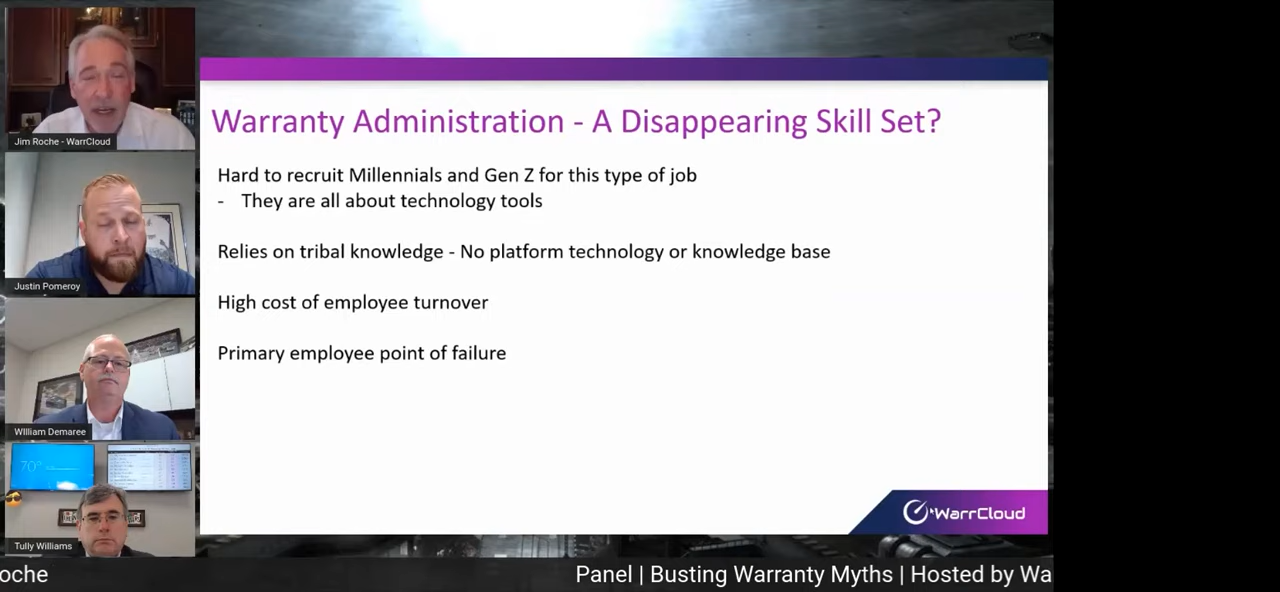 Jim Roche - WarrCloud
Justin Pomeroy
William Demaree
70°
Tully Williams
Warranty Administration - A Disappearing Skill Set?
Hard to recruit Millennials and Gen Z for this type of job
- They are all about technology tools
Relies on tribal knowledge - No platform technology or knowledge base
High cost of employee turnover
Primary employee point of failure
WarrCloud
oche
Panel | Busting Warranty Myths | Hosted by Wa